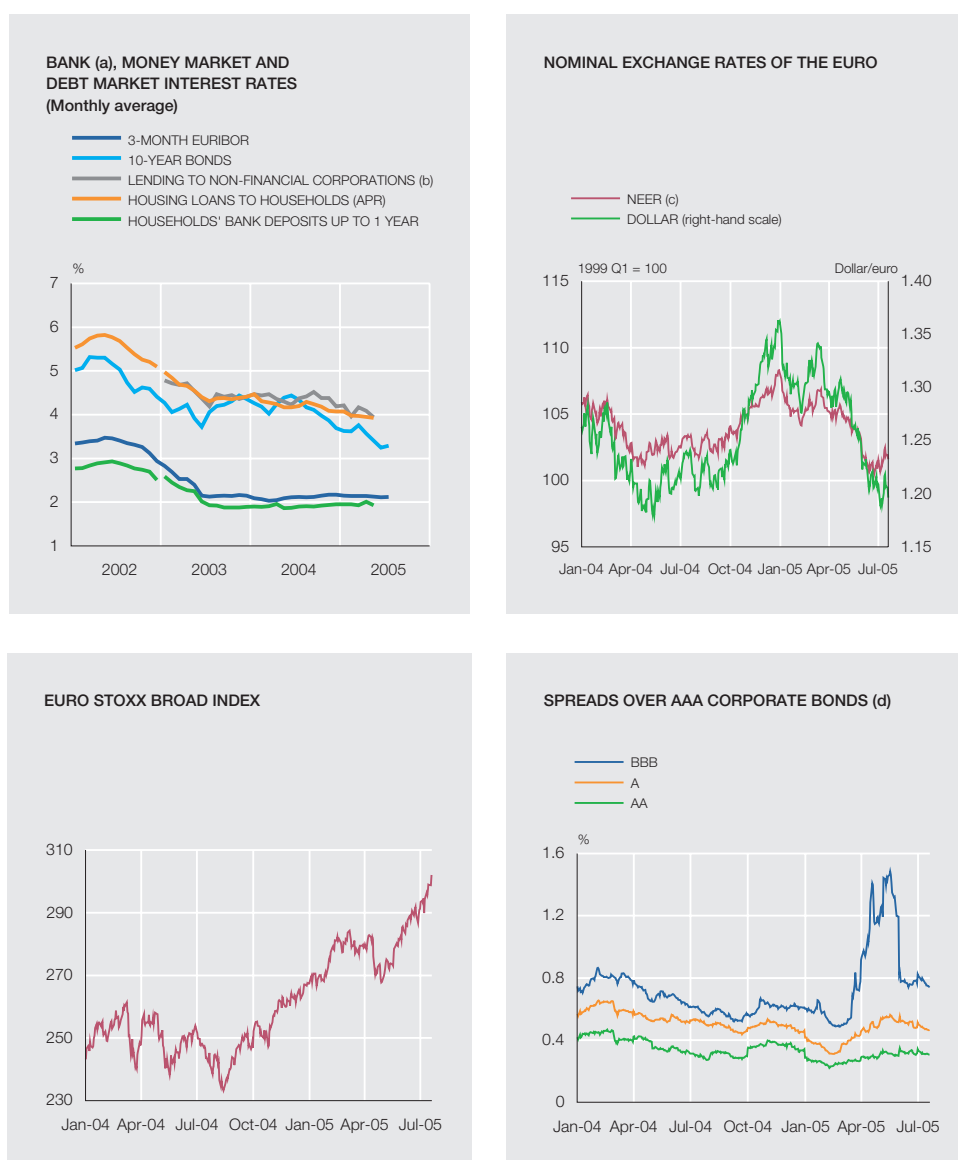 BANK (a), MONEY MARKET AND
DEBT MARKET INTEREST RATES
(Monthly average)
3-MONTH EURIBOR
10-YEAR BONDS
LENDING TO NON-FINANCIAL CORPORATIONS (b)
HOUSING LOANS TO HOUSEHOLDS (APR)
HOUSEHOLDS' BANK DEPOSITS UP TO 1 YEAR
%
7
6
5
4
3
2
1
2002 2003 2004 2005
NOMINAL EXCHANGE RATES OF THE EURO
NEER (c)
DOLLAR (right-hand scale)
1999 Q1 = 100 Dollar/euro
115 1.40
1.35
110
1.30
105
1.25
100
1.20
95 1.15
Jan-04 Apr-04 Jul-04 Oct-04 Jan-05 Apr-05 Jul-05
EURO STOXX BROAD INDEX
310
290
270
250
230
Jan-04 Apr-04 Jul-04 Oct-04 Jan-05 Apr-05 Jul-05
SPREADS OVER AAA CORPORATE BONDS (d)
BBB
A
AA
%
1.6
1.2
0.8
0.4
0
Jan-04 Apr-04 Jul-04 Oct-04 Jan-05 Apr-05 Jul-05